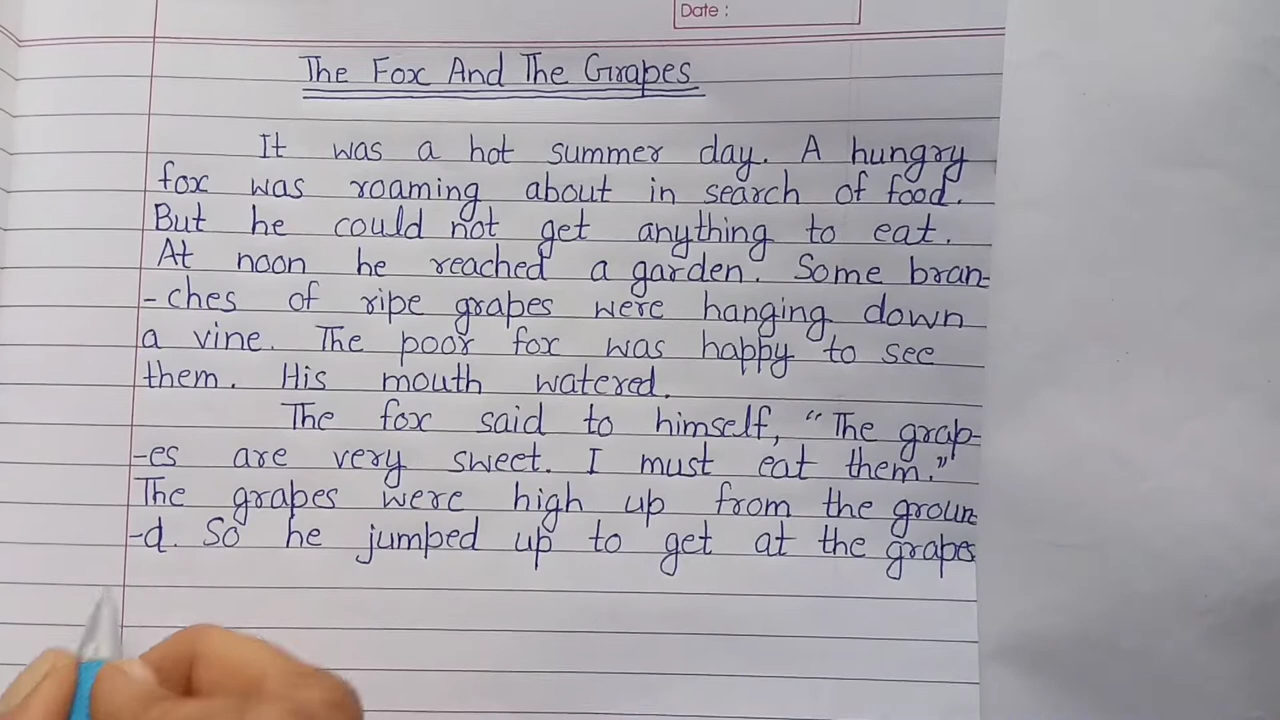 Date :
The Fox And The Grapes
It was a hot summer day. A hungry
fox was roaming about in search of food.
But he could not get anything to eat.
At noon he reached a garden. Some bran-
-ches of ripe grapes were hanging down
a vine. The poor fox was happy to see
them. His mouth watered.
The fox said to himself, "The grap-
-es are very sweet. I must eat them."
The grapes were high up from the groun-
-d. So he jumped up to get at the grapes